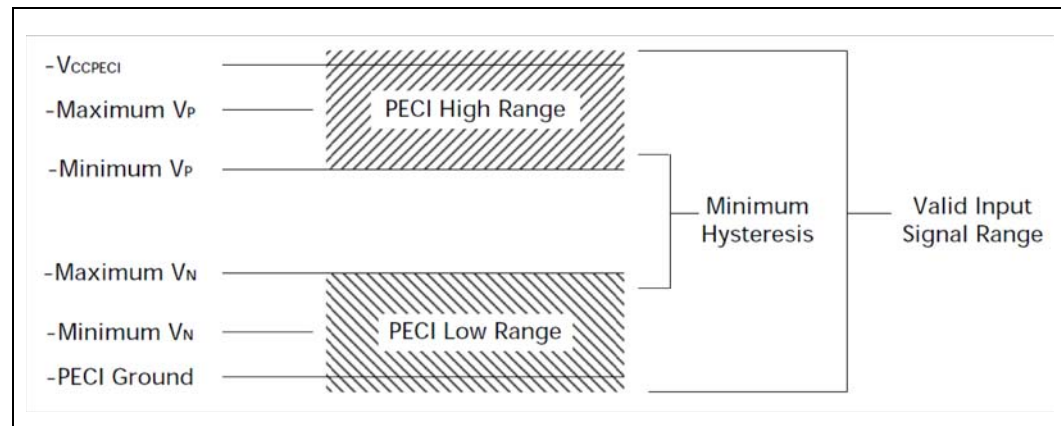 -VCCPECI
-Maximum VP
PECI High Range
-Minimum VP
Minimum
Hysteresis
Valid Input
Signal Range
-Maximum VN
-Minimum VN
PECI Low Range
-PECI Ground